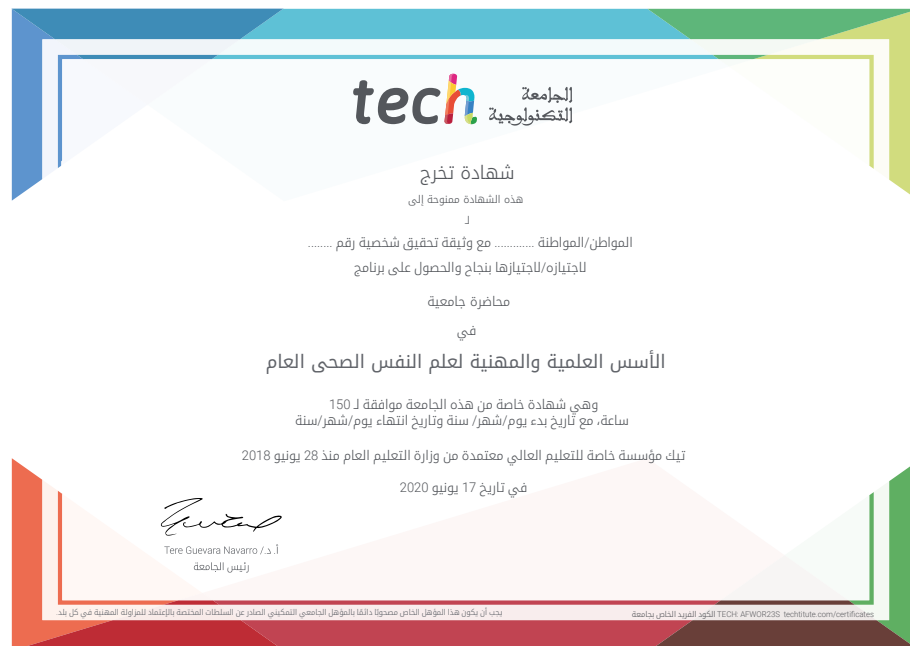 tech
الجامعة
التكنولوجية
شهادة تخرج
هذه الشهادة ممنوحة إلى
لـ
المواطن/المواطنة ............ مع وثيقة تحقيق شخصية رقم ........
لاجتيازه/لاجتيازها بنجاح والحصول على برنامج
محاضرة جامعية
في
الأسس العلمية والمهنية لعلم النفس الصحى العام
وهي شهادة خاصة من هذه الجامعة موافقة لـ 150
ساعة، مع تاريخ بدء يوم/شهر/ سنة وتاريخ انتهاء يوم/شهر/سنة
تيك مؤسسة خاصة للتعليم العالي معتمدة من وزارة التعليم العام منذ 28 يونيو 2018
في تاريخ 17 يونيو 2020
أ. د./ Tere Guevara Navarro
رئيس الجامعة
الكود الفريد الخاص بجامعة TECH: AFWOR23S techtitute.com/certificates
يجب أن يكون هذا المؤهل الخاص مصحوبًا دائمًا بالمؤهل الجامعي التمكيني الصادر عن السلطات المختصة بالإعتماد للمزاولة المهنية في كل بلد.